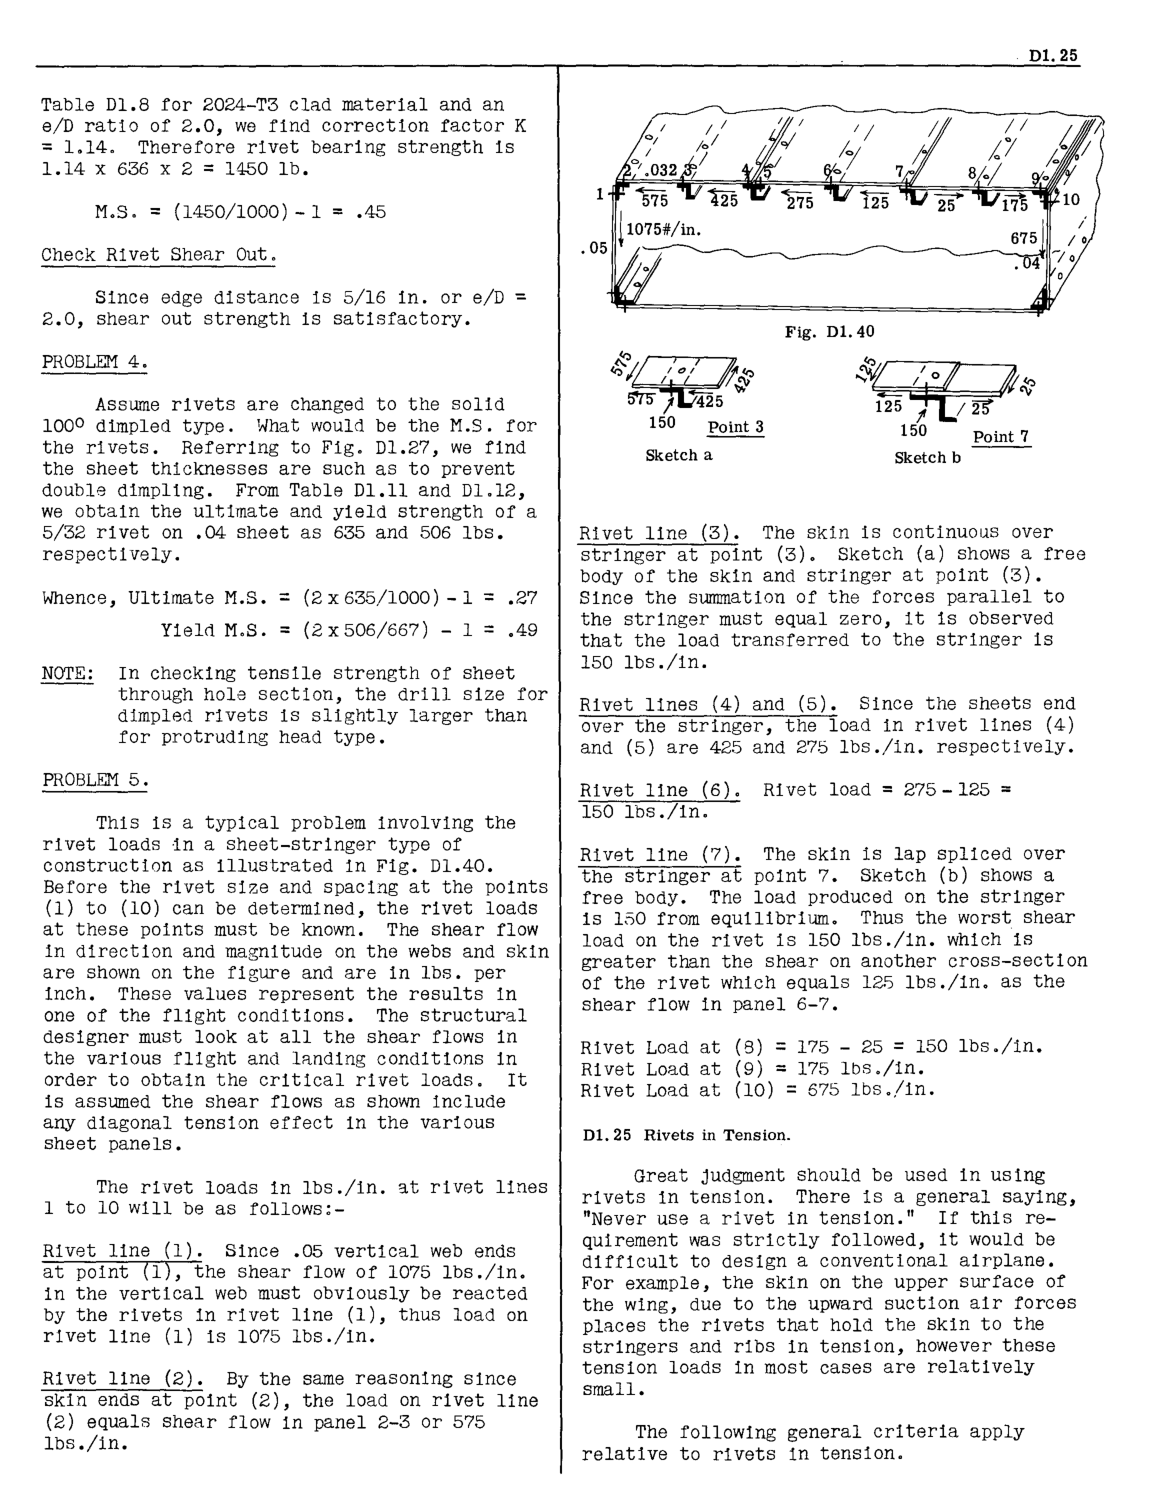 D1.25
Table D1.8 for 2024-T3 clad material and an
e/D ratio of 2.0, we find correction factor K
= 1.14. Therefore rivet bearing strength is
1.14 x 636 x 2 = 1450 lb.
M.S. = (1450/1000) - 1 = .45
Check Rivet Shear Out.
Since edge distance is 5/16 in. or e/D =
2.0, shear out strength is satisfactory.
PROBLEM 4.
Assume rivets are changed to the solid
100° dimpled type. What would be the M.S. for
the rivets. Referring to Fig. D1.27, we find
the sheet thicknesses are such as to prevent
double dimpling. From Table D1.11 and D1.12,
we obtain the ultimate and yield strength of a
5/32 rivet on .04 sheet as 635 and 506 lbs.
respectively.
Whence, Ultimate M.S. = (2 x 635/1000) - 1 = .27
Yield M.S. = (2 x 506/667) - 1 = .49
NOTE: In checking tensile strength of sheet
through hole section, the drill size for
dimpled rivets is slightly larger than
for protruding head type.
PROBLEM 5.
This is a typical problem involving the
rivet loads in a sheet-stringer type of
construction as illustrated in Fig. D1.40.
Before the rivet size and spacing at the points
(1) to (10) can be determined, the rivet loads
at these points must be known. The shear flow
in direction and magnitude on the webs and skin
are shown on the figure and are in lbs. per
inch. These values represent the results in
one of the flight conditions. The structural
designer must look at all the shear flows in
the various flight and landing conditions in
order to obtain the critical rivet loads. It
is assumed the shear flows as shown include
any diagonal tension effect in the various
sheet panels.
The rivet loads in lbs./in. at rivet lines
1 to 10 will be as follows:-
Rivet line (1). Since .05 vertical web ends
at point (1), the shear flow of 1075 lbs./in.
in the vertical web must obviously be reacted
by the rivets in rivet line (1), thus load on
rivet line (1) is 1075 lbs./in.
Rivet line (2). By the same reasoning since
skin ends at point (2), the load on rivet line
(2) equals shear flow in panel 2-3 or 575
lbs./in.
2 .032 3 4 5 6 7 8 9
1 575 425 275 125 25 175 10
1075#/in. 675
.05 .04
Fig. D1.40
575 425 125 25
575 425 125 25
150 Point 3 150 Point 7
Sketch a Sketch b
Rivet line (3). The skin is continuous over
stringer at point (3). Sketch (a) shows a free
body of the skin and stringer at point (3).
Since the summation of the forces parallel to
the stringer must equal zero, it is observed
that the load transferred to the stringer is
150 lbs./in.
Rivet lines (4) and (5). Since the sheets end
over the stringer, the load in rivet lines (4)
and (5) are 425 and 275 lbs./in. respectively.
Rivet line (6). Rivet load = 275 - 125 =
150 lbs./in.
Rivet line (7). The skin is lap spliced over
the stringer at point 7. Sketch (b) shows a
free body. The load produced on the stringer
is 150 from equilibrium. Thus the worst shear
load on the rivet is 150 lbs./in. which is
greater than the shear on another cross-section
of the rivet which equals 125 lbs./in. as the
shear flow in panel 6-7.
Rivet Load at (8) = 175 - 25 = 150 lbs./in.
Rivet Load at (9) = 175 lbs./in.
Rivet Load at (10) = 675 lbs./in.
D1.25 Rivets in Tension.
Great judgment should be used in using
rivets in tension. There is a general saying,
"Never use a rivet in tension." If this re-
quirement was strictly followed, it would be
difficult to design a conventional airplane.
For example, the skin on the upper surface of
the wing, due to the upward suction air forces
places the rivets that hold the skin to the
stringers and ribs in tension, however these
tension loads in most cases are relatively
small.
The following general criteria apply
relative to rivets in tension.